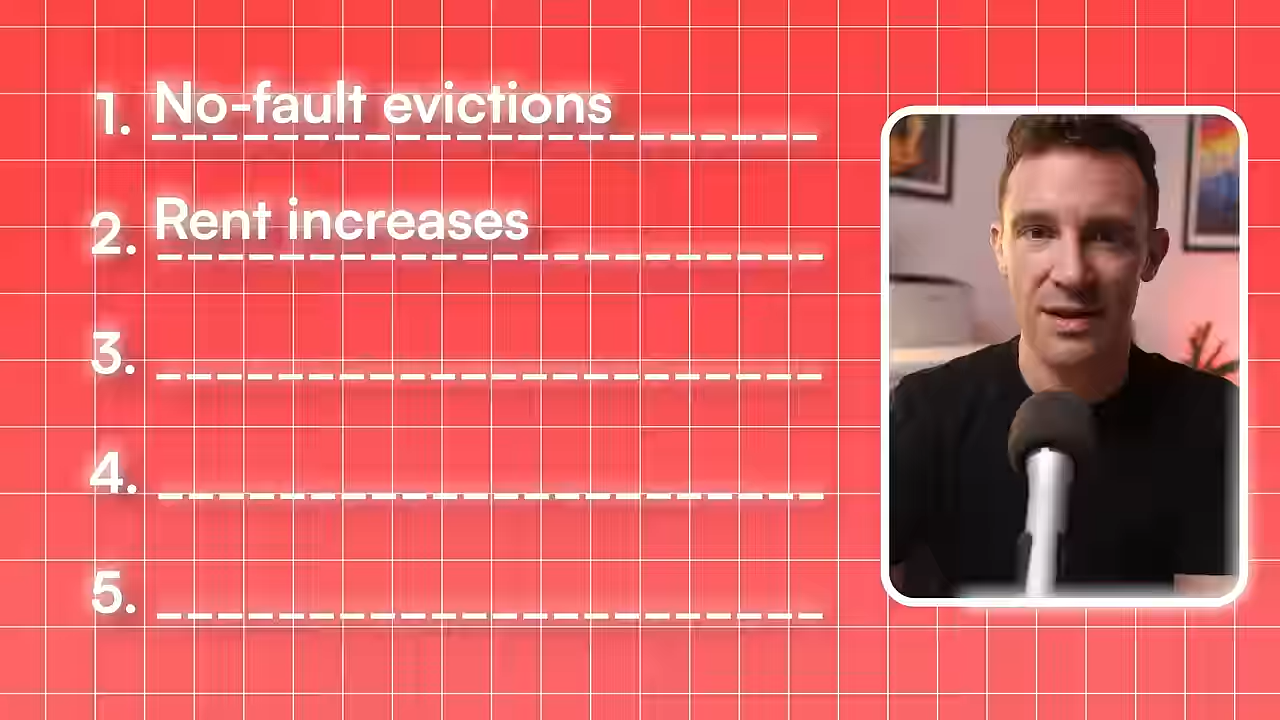 1. No-fault evictions
2. Rent increases
3.
4.
5.